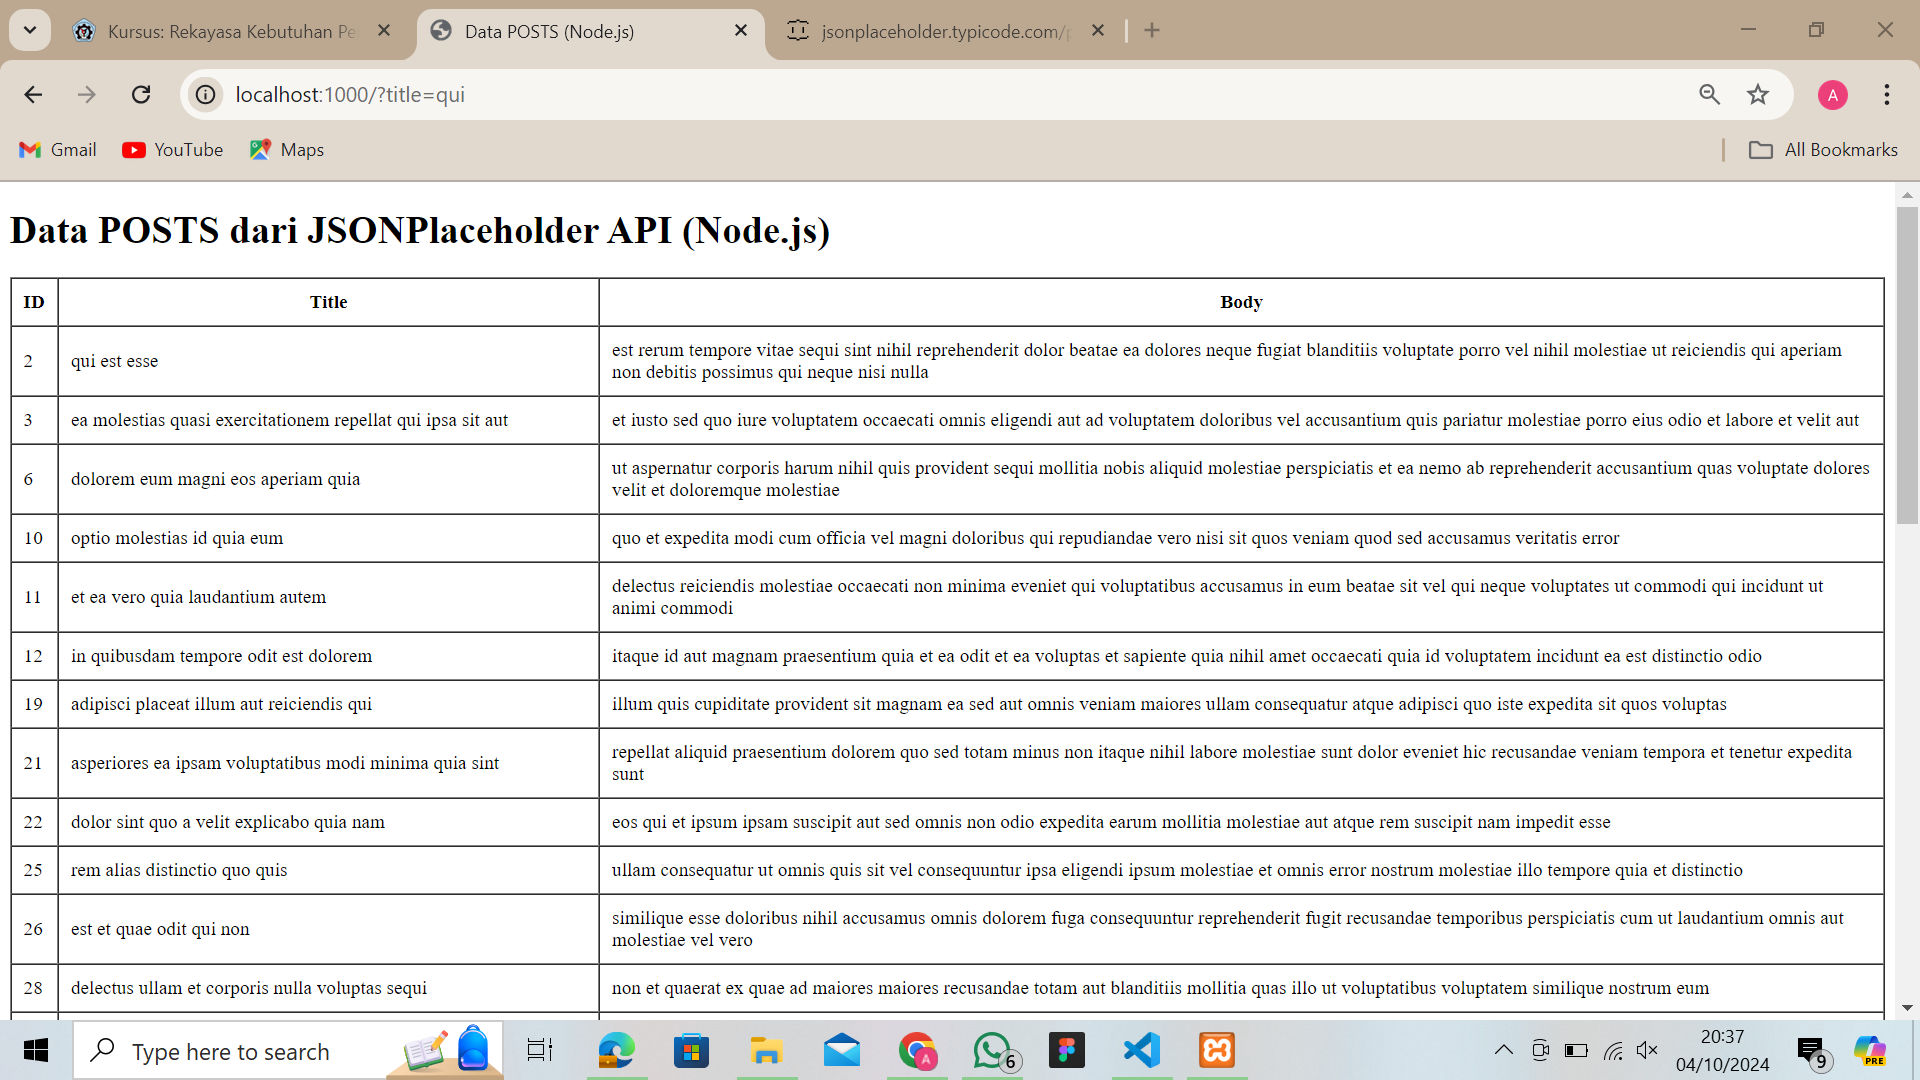 Kursus: Rekayasa Kebutuhan Pe
Data POSTS (Node.js)
jsonplaceholder.typicode.com/p
localhost:1000/?title=qui
A
Gmail
YouTube
Maps
All Bookmarks
Data POSTS dari JSONPlaceholder API (Node.js)
ID Title Body
2 qui est esse est rerum tempore vitae sequi sint nihil reprehenderit dolor beatae ea dolores neque fugiat blanditiis voluptate porro vel nihil molestiae ut reiciendis qui aperiam
non debitis possimus qui neque nisi nulla
3 ea molestias quasi exercitationem repellat qui ipsa sit aut et iusto sed quo iure voluptatem occaecati omnis eligendi aut ad voluptatem doloribus vel accusantium quis pariatur molestiae porro eius odio et labore et velit aut
6 dolorem eum magni eos aperiam quia ut aspernatur corporis harum nihil quis provident sequi mollitia nobis aliquid molestiae perspiciatis et ea nemo ab reprehenderit accusantium quas voluptate dolores
velit et doloremque molestiae
10 optio molestias id quia eum quo et expedita modi cum officia vel magni doloribus qui repudiandae vero nisi sit quos veniam quod sed accusamus veritatis error
11 et ea vero quia laudantium autem delectus reiciendis molestiae occaecati non minima eveniet qui voluptatibus accusamus in eum beatae sit vel qui neque voluptates ut commodi qui incidunt ut
animi commodi
12 in quibusdam tempore odit est dolorem itaque id aut magnam praesentium quia et ea odit et ea voluptas et sapiente quia nihil amet occaecati quia id voluptatem incidunt ea est distinctio odio
19 adipisci placeat illum aut reiciendis qui illum quis cupiditate provident sit magnam ea sed aut omnis veniam maiores ullam consequatur atque adipisci quo iste expedita sit quos voluptas
21 asperiores ea ipsam voluptatibus modi minima quia sint repellat aliquid praesentium dolorem quo sed totam minus non itaque nihil labore molestiae sunt dolor eveniet hic recusandae veniam tempora et tenetur expedita
sunt
22 dolor sint quo a velit explicabo quia nam eos qui et ipsum ipsam suscipit aut sed omnis non odio expedita earum mollitia molestiae aut atque rem suscipit nam impedit esse
25 rem alias distinctio quo quis ullam consequatur ut omnis quis sit vel consequuntur ipsa eligendi ipsum molestiae et omnis error nostrum molestiae illo tempore quia et distinctio
26 est et quae odit qui non similique esse doloribus nihil accusamus omnis dolorem fuga consequuntur reprehenderit fugit recusandae temporibus perspiciatis cum ut laudantium omnis aut
molestiae vel vero
28 delectus ullam et corporis nulla voluptas sequi non et quaerat ex quae ad maiores maiores recusandae totam aut blanditiis mollitia quas illo ut voluptatibus voluptatem similique nostrum eum
Type here to search
A
6
20:37
04/10/2024
9
PRE